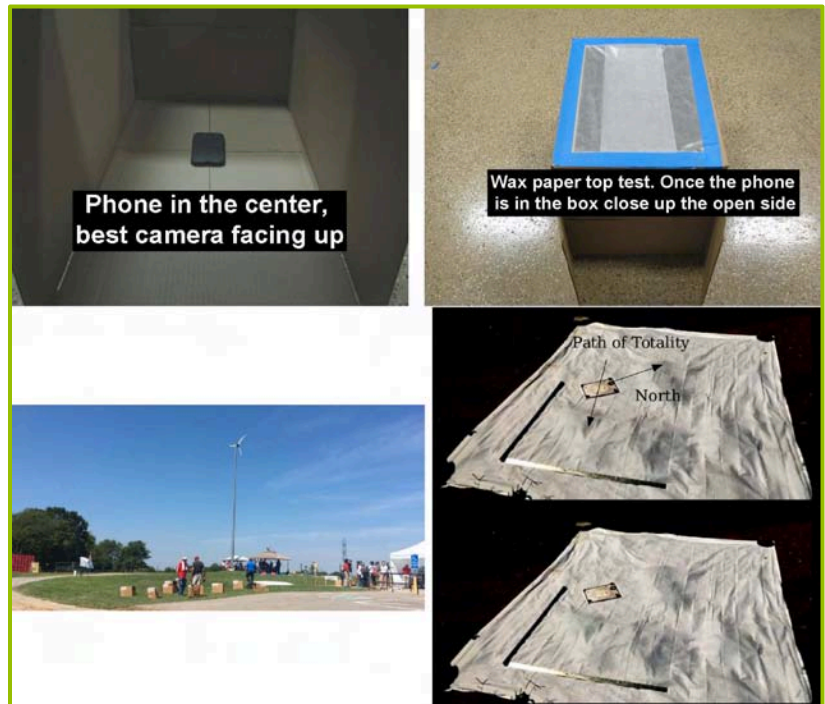 Phone in the center,
best camera facing up
Wax paper top test. Once the phone
is in the box close up the open side
Path of Totality
North